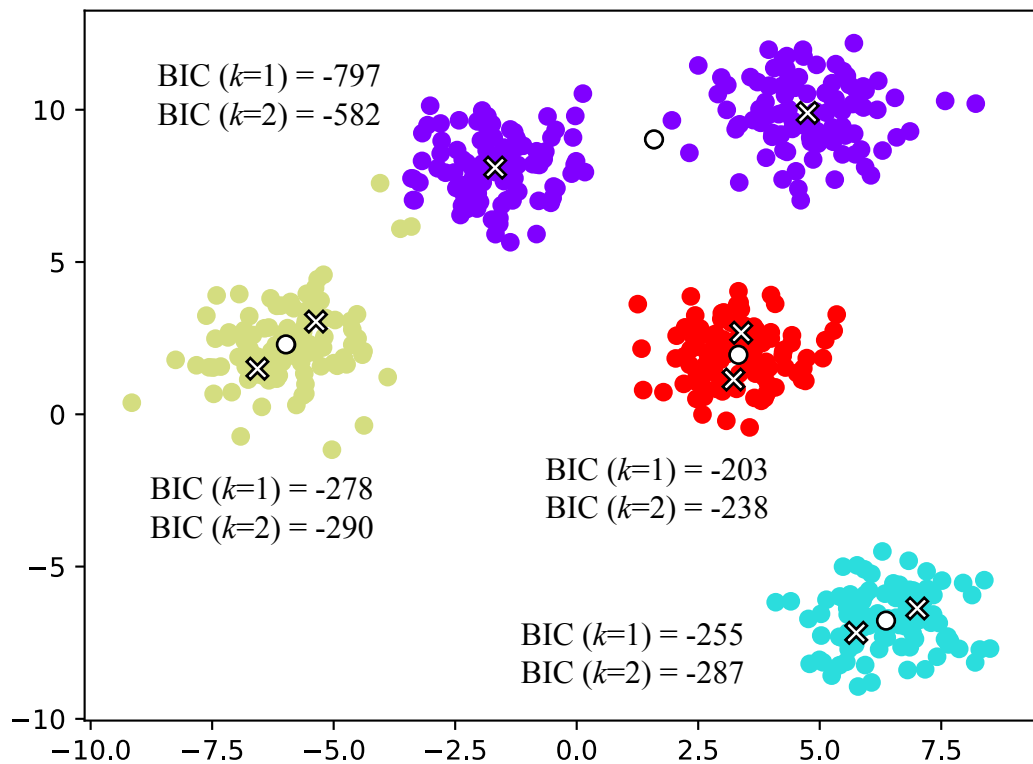 BIC (k=1) = -797
BIC (k=2) = -582
BIC (k=1) = -278
BIC (k=2) = -290
BIC (k=1) = -203
BIC (k=2) = -238
BIC (k=1) = -255
BIC (k=2) = -287
10
5
0
−5
−10
−10.0 −7.5 −5.0 −2.5 0.0 2.5 5.0 7.5